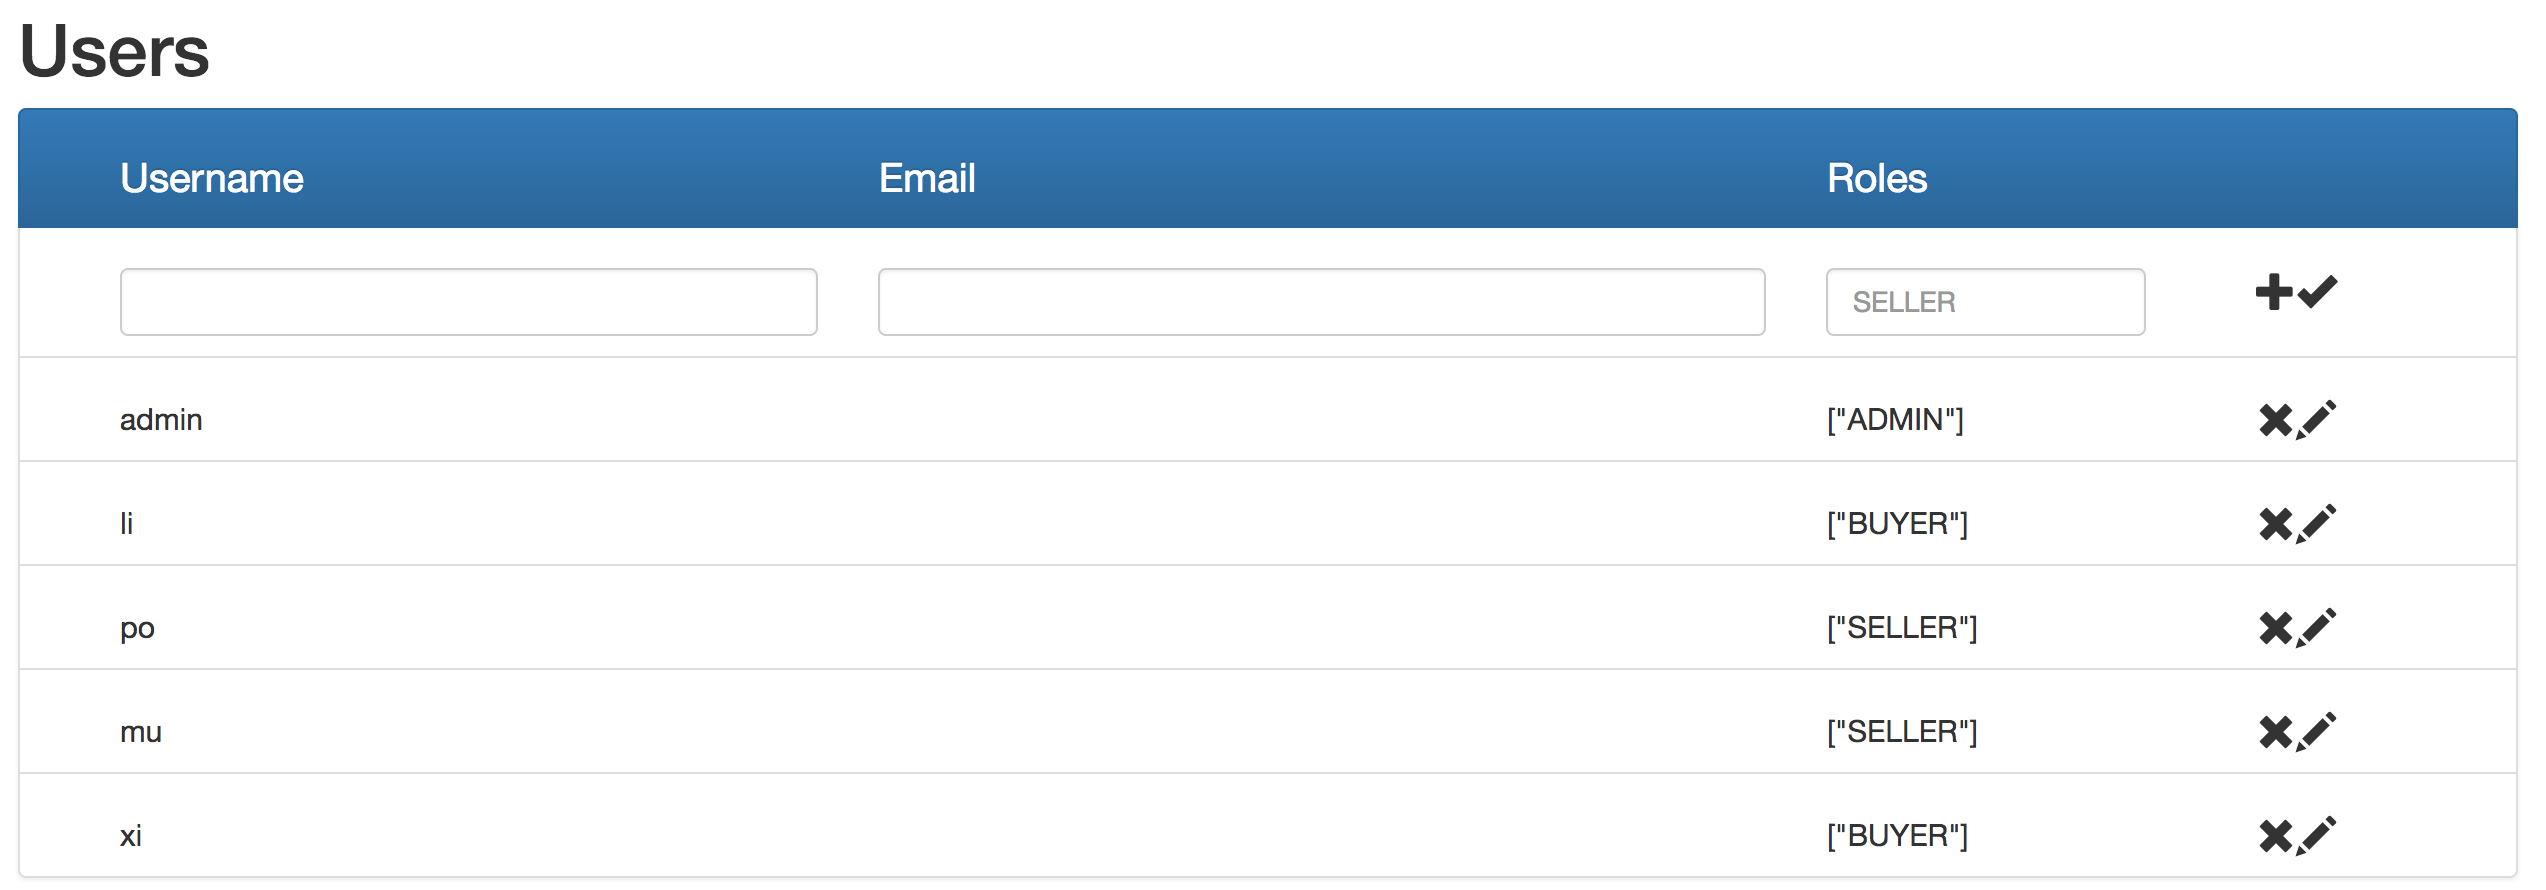 Users
Username Email Roles
SELLER
admin ["ADMIN"]
li ["BUYER"]
po ["SELLER"]
mu ["SELLER"]
xi ["BUYER"]